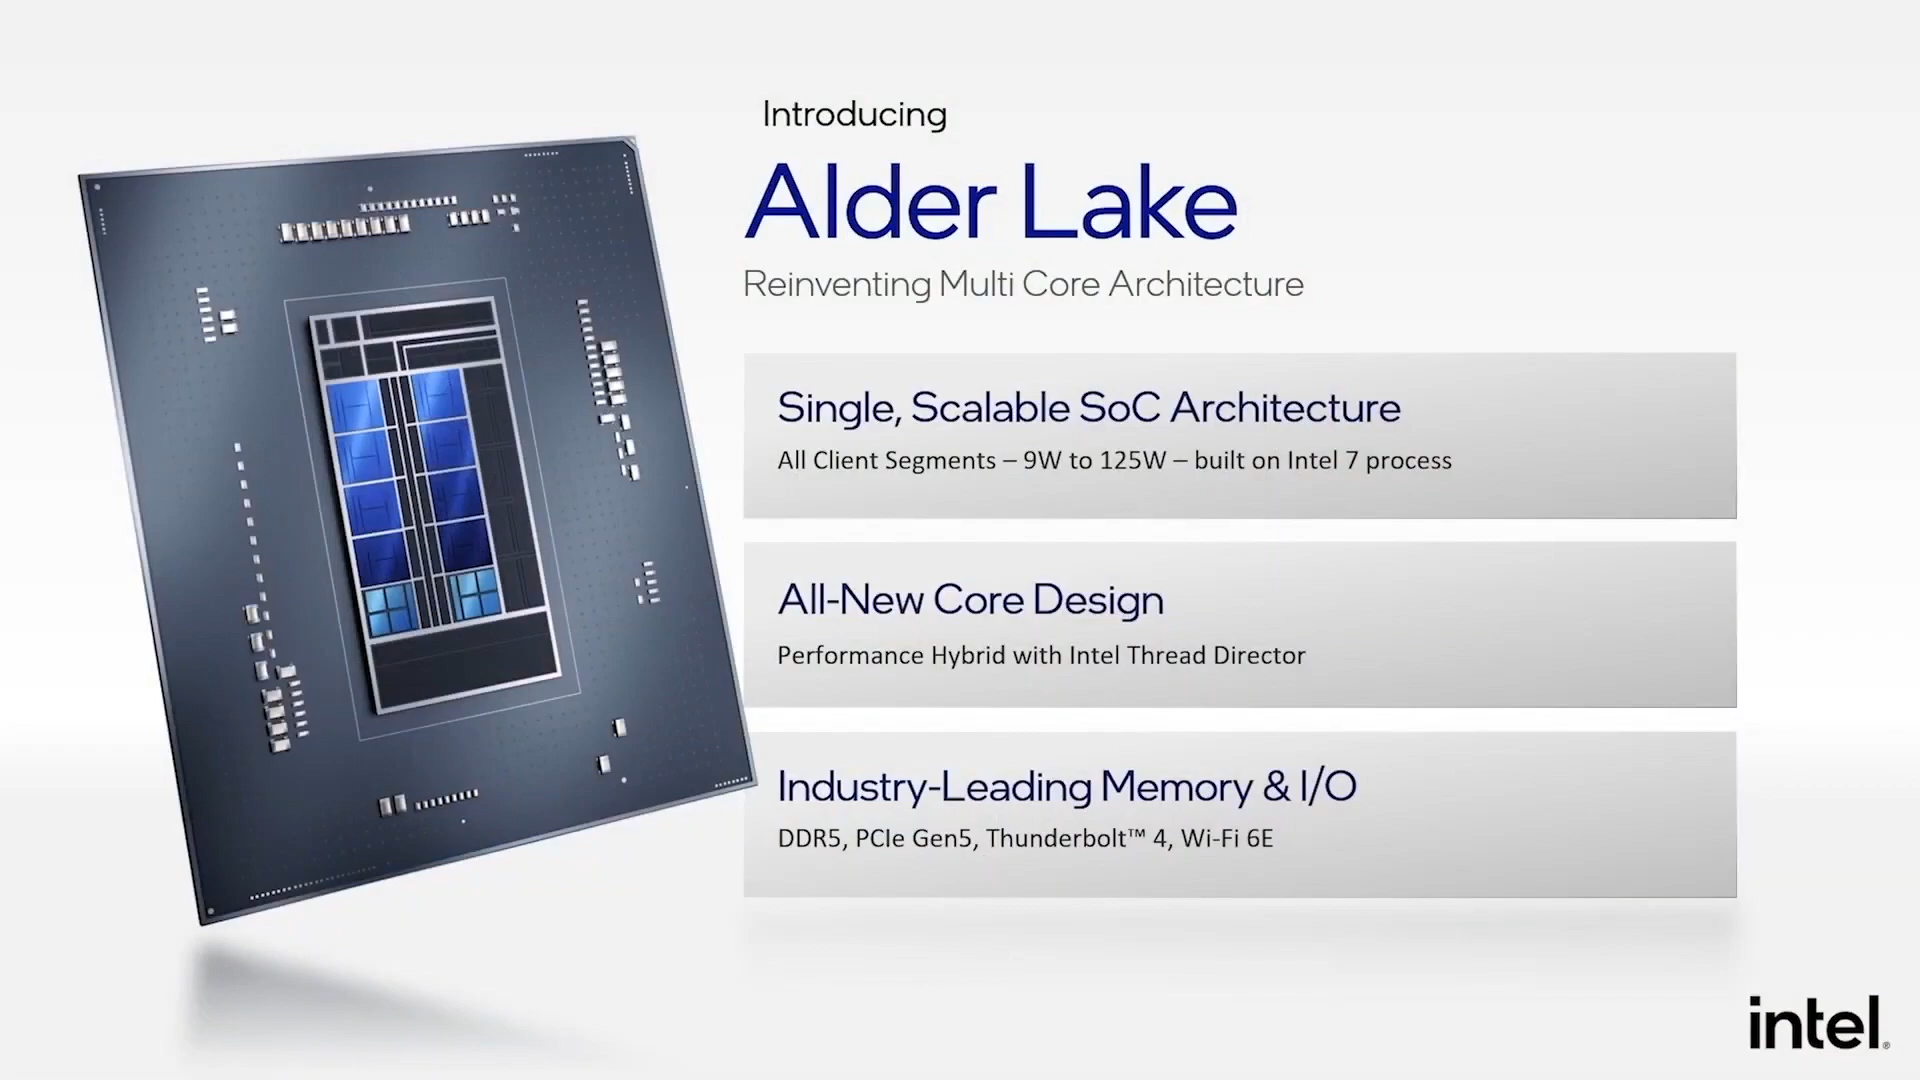 Introducing
Alder Lake
Reinventing Multi Core Architecture
Single, Scalable SoC Architecture
All Client Segments – 9W to 125W – built on Intel 7 process
All-New Core Design
Performance Hybrid with Intel Thread Director
Industry-Leading Memory & I/O
DDR5, PCIe Gen5, Thunderbolt™ 4, Wi-Fi 6E
intel®